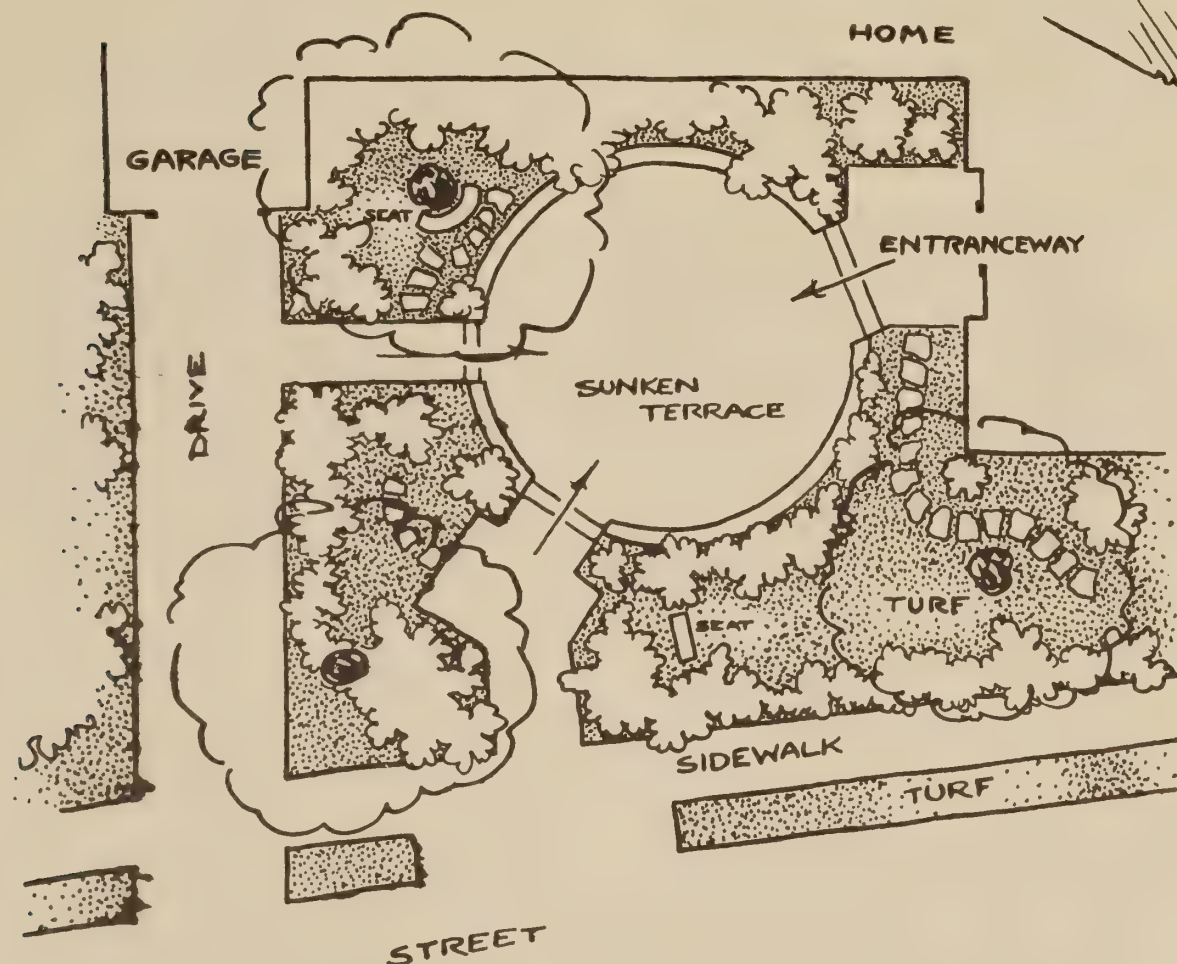 HOME
GARAGE
SEAT
ENTRANCEWAY
DRIVE
SUNKEN
TERRACE
TURF
SEAT
SIDEWALK
TURF
STREET